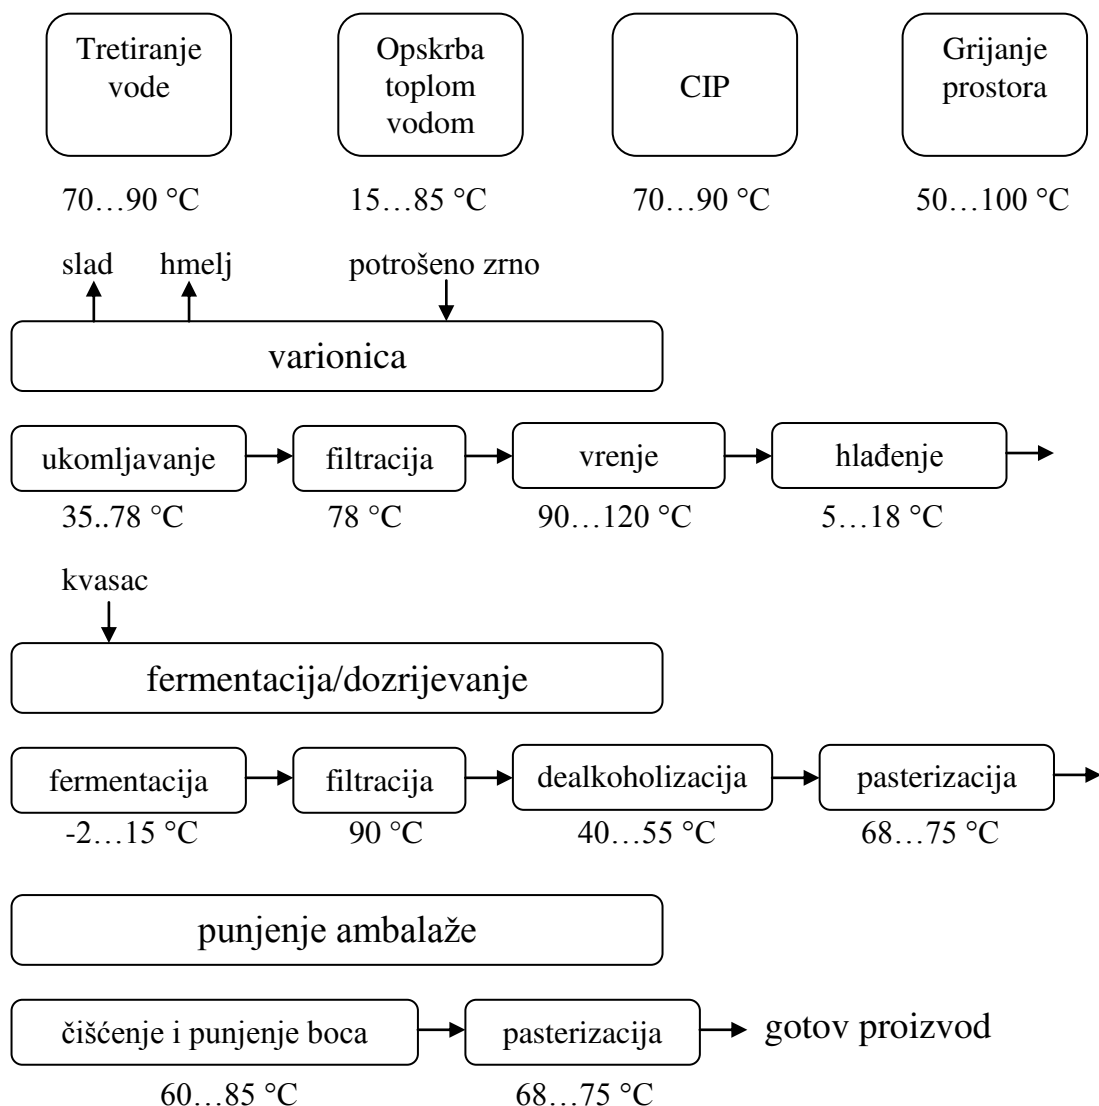 Tretiranje
vode
Opskrba
toplom
vodom
CIP
Grijanje
prostora
70…90 °C
15…85 °C
70…90 °C
50…100 °C
slad
hmelj
potrošeno zrno
varionica
ukomljavanje
filtracija
vrenje
hlađenje
35..78 °C
78 °C
90…120 °C
5…18 °C
kvasac
fermentacija/dozrijevanje
fermentacija
filtracija
dealkoholizacija
pasterizacija
-2…15 °C
90 °C
40…55 °C
68…75 °C
punjenje ambalaže
čišćenje i punjenje boca
pasterizacija
gotov proizvod
60…85 °C
68…75 °C